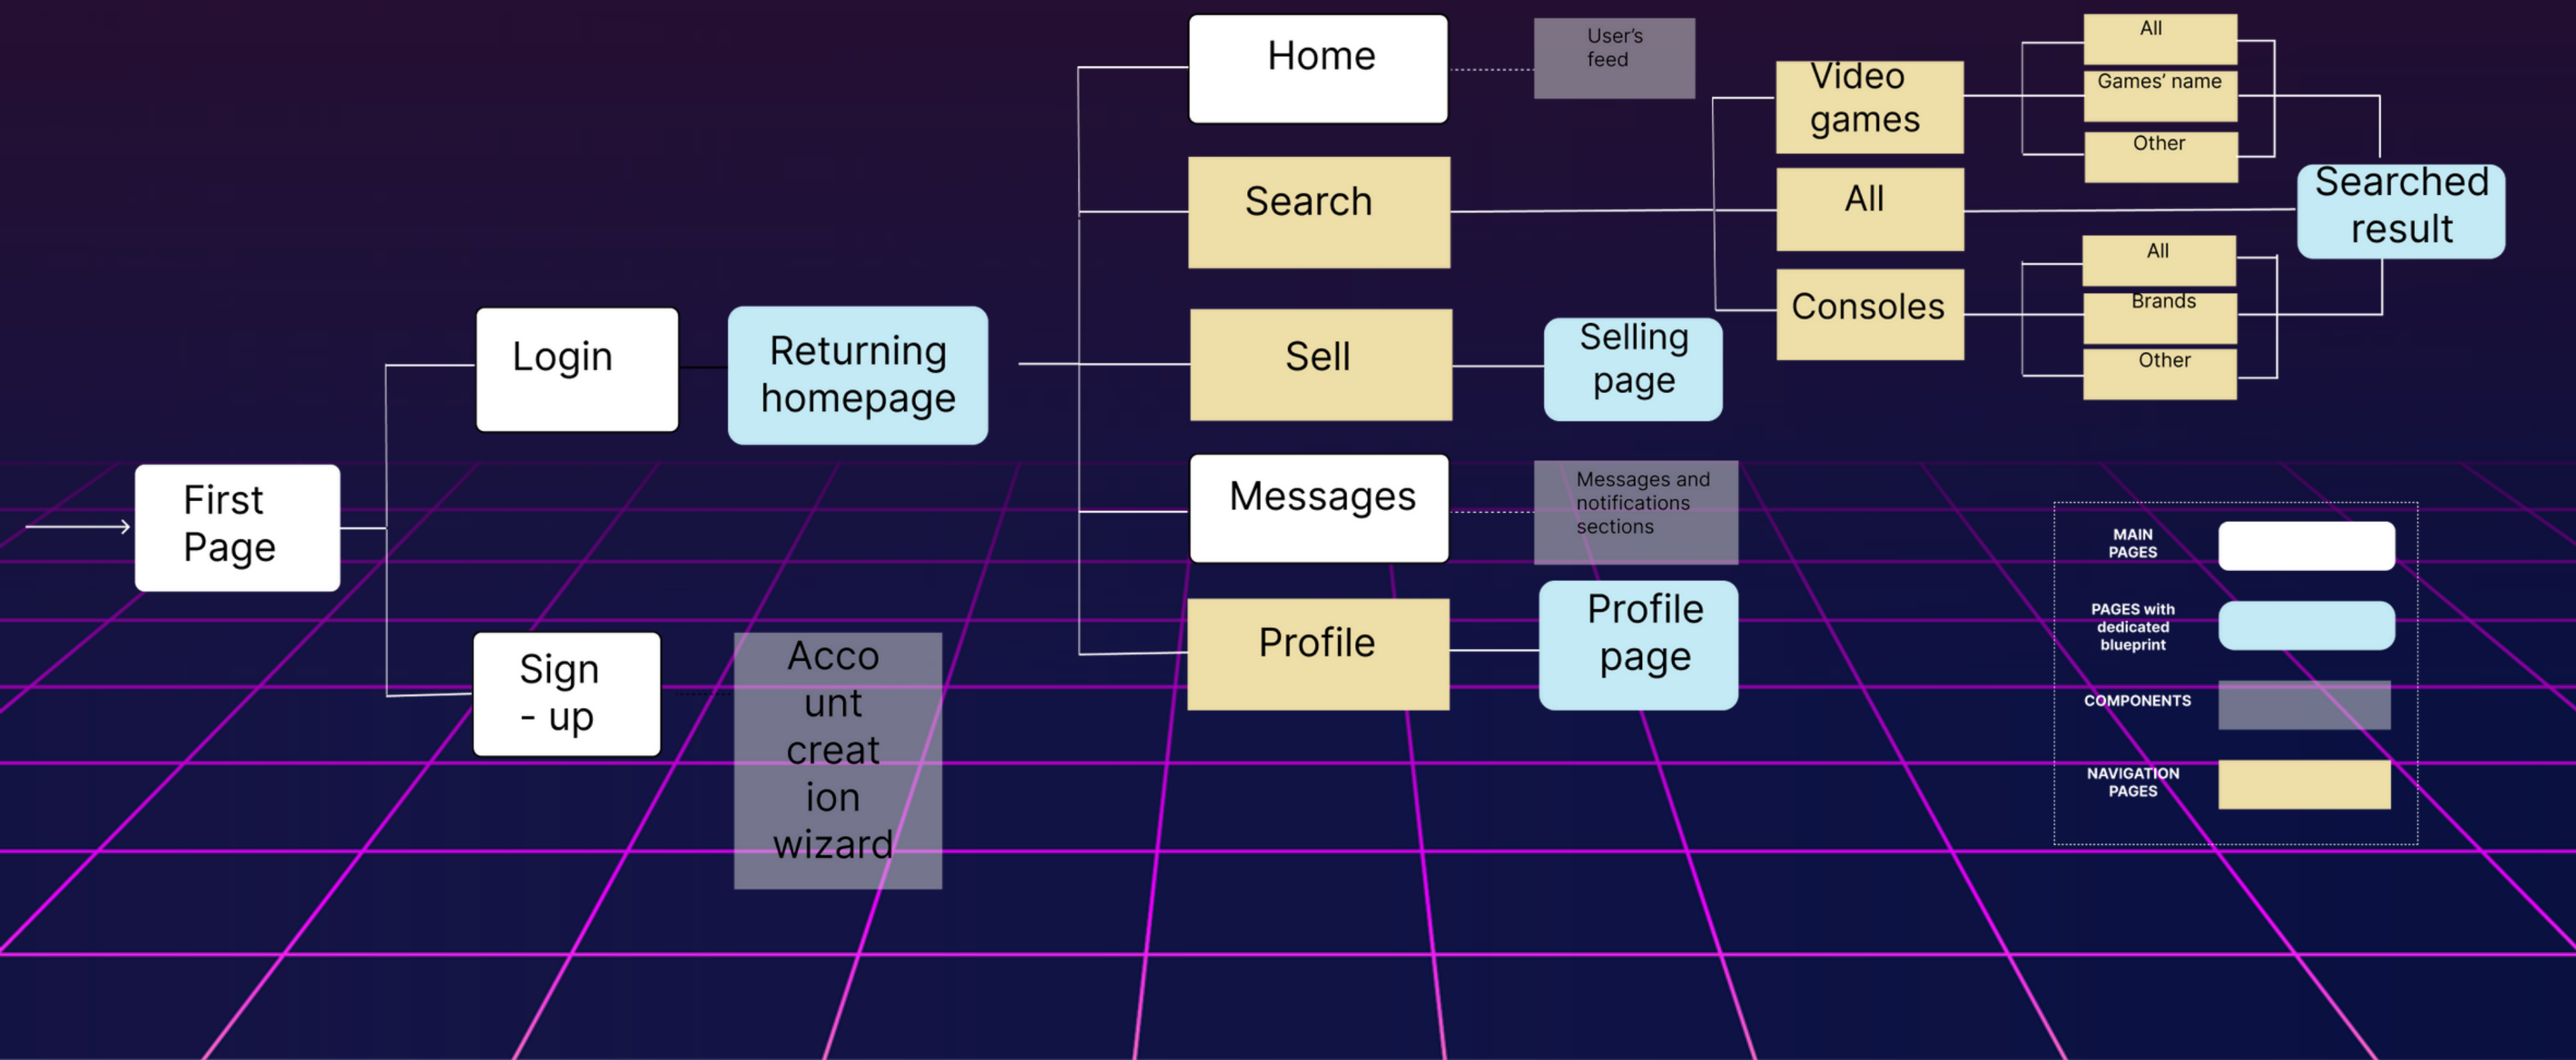 First
Page
Login
Sign
- up
Returning
homepage
Acco
unt
creat
ion
wizard
Home
User's
feed
Search
Sell
Selling
page
Messages
Messages and
notifications
sections
Profile
Profile
page
Video
games
All
Consoles
All
Games' name
Other
All
Brands
Other
Searched
result
MAIN
PAGES
PAGES with
dedicated
blueprint
COMPONENTS
NAVIGATION
PAGES